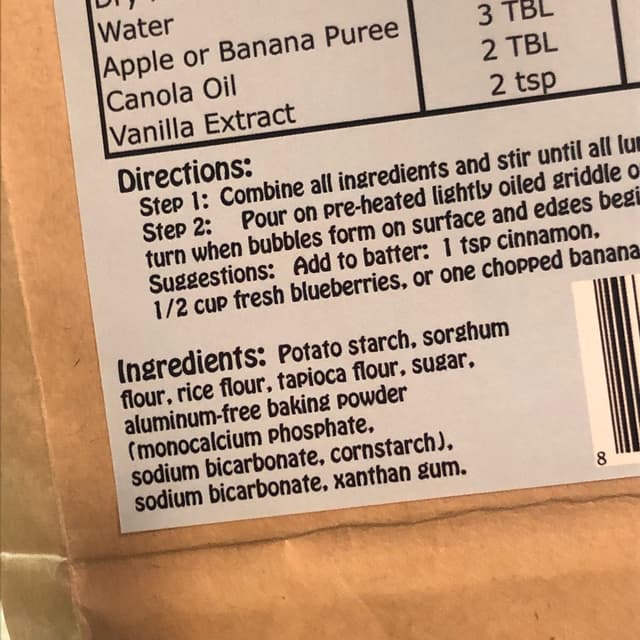 Water
Apple or Banana Puree 3 TBL
Canola Oil 2 TBL
Vanilla Extract 2 tsp
Directions:
Step 1: Combine all ingredients and stir until all
Step 2: Pour on pre-heated lightly oiled griddle
turn when bubbles form on surface and edges
Suggestions: Add to batter: 1 tsp cinnamon,
1/2 cup fresh blueberries, or one chopped banana
Ingredients: Potato starch, sorghum
flour, rice flour, tapioca flour, sugar,
aluminum-free baking powder
(monocalcium phosphate,
sodium bicarbonate, cornstarch),
sodium bicarbonate, xanthan gum.
8